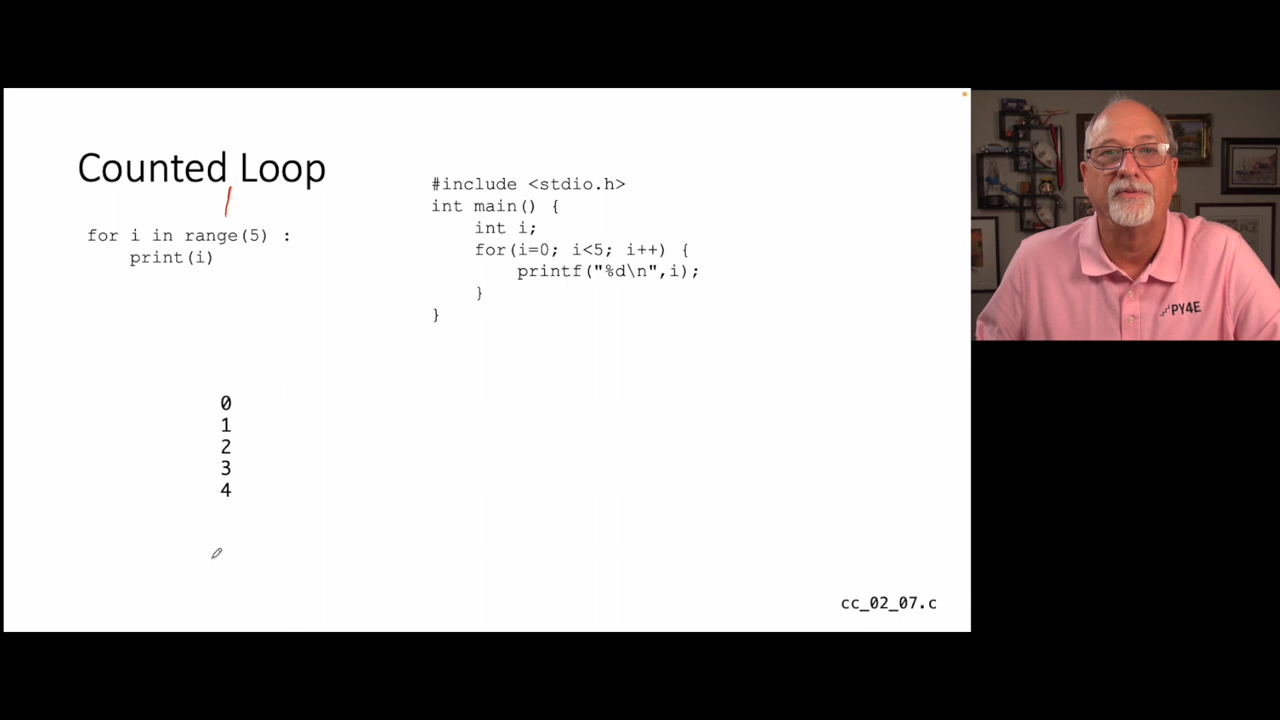 Counted Loop
for i in range(5) :
    print(i)
0
1
2
3
4
#include <stdio.h>
int main() {
    int i;
    for(i=0; i<5; i++) {
        printf("%d\n",i);
    }
}
cc_02_07.c
PY4E